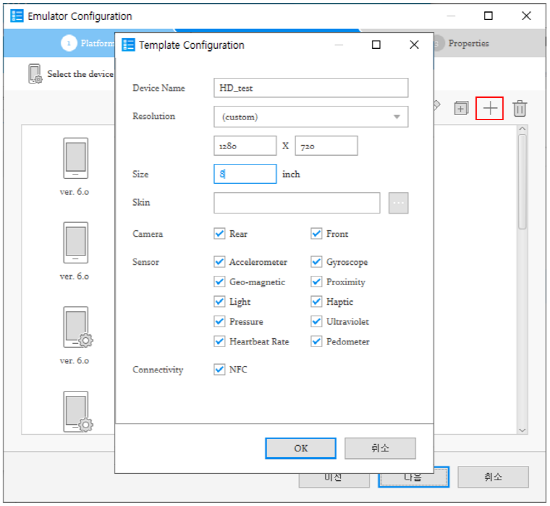 Emulator Configuration
1 Platform
3 Properties
Select the device
ver. 6.0
ver. 6.0
ver. 6.0
Template Configuration
Device Name HD_test
Resolution (custom)
1280 X 720
Size 8 inch
Skin ...
Camera Rear Front
Sensor Accelerometer Gyroscope
Geo-magnetic Proximity
Light Haptic
Pressure Ultraviolet
Heartbeat Rate Pedometer
Connectivity NFC
OK 취소
이전 다음 취소